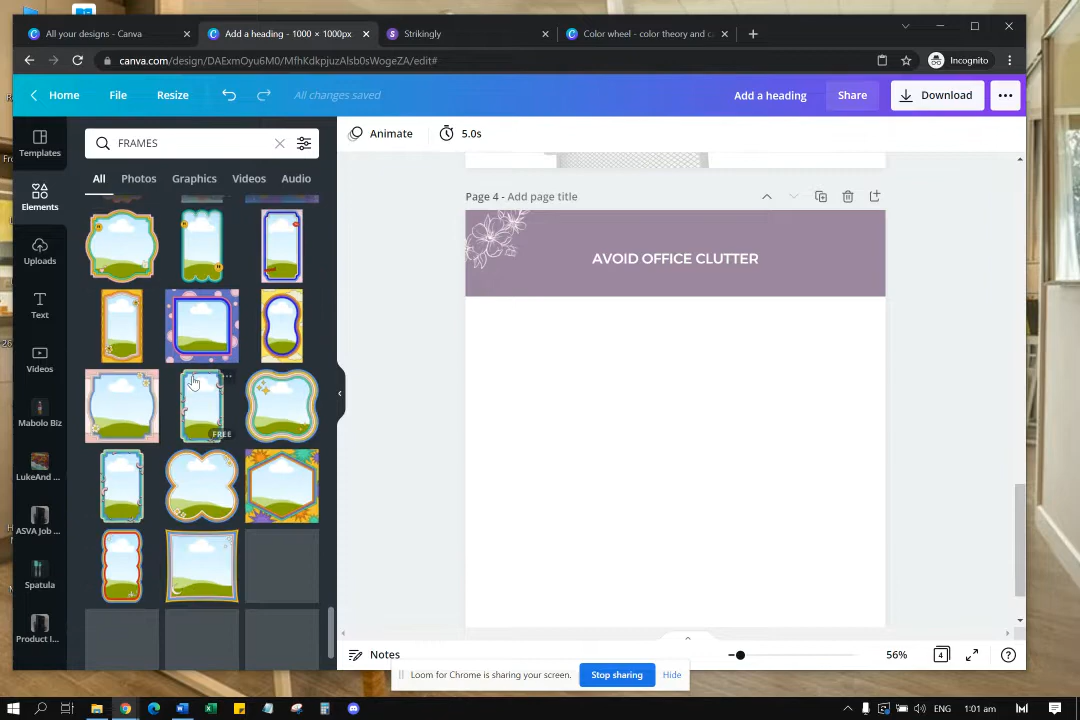 All your designs - Canva
Add a heading - 1000 × 1000px
Strikingly
Color wheel - color theory and ca
canva.com/design/DAExmOyu6M0/MfhKdkpjuzAlsb0sWogeZA/edit#
Incognito
Home
File
Resize
All changes saved
Add a heading
Share
Download
Templates
Elements
Uploads
Text
Videos
Mabolo Biz
LukeAnd ...
ASVA Job ...
Spatula
Product I...
FRAMES
All
Photos
Graphics
Videos
Audio
FREE
Animate
5.0s
Page 4 - Add page title
AVOID OFFICE CLUTTER
Notes
56%
4
Loom for Chrome is sharing your screen.
Stop sharing
Hide
ENG
1:01 am